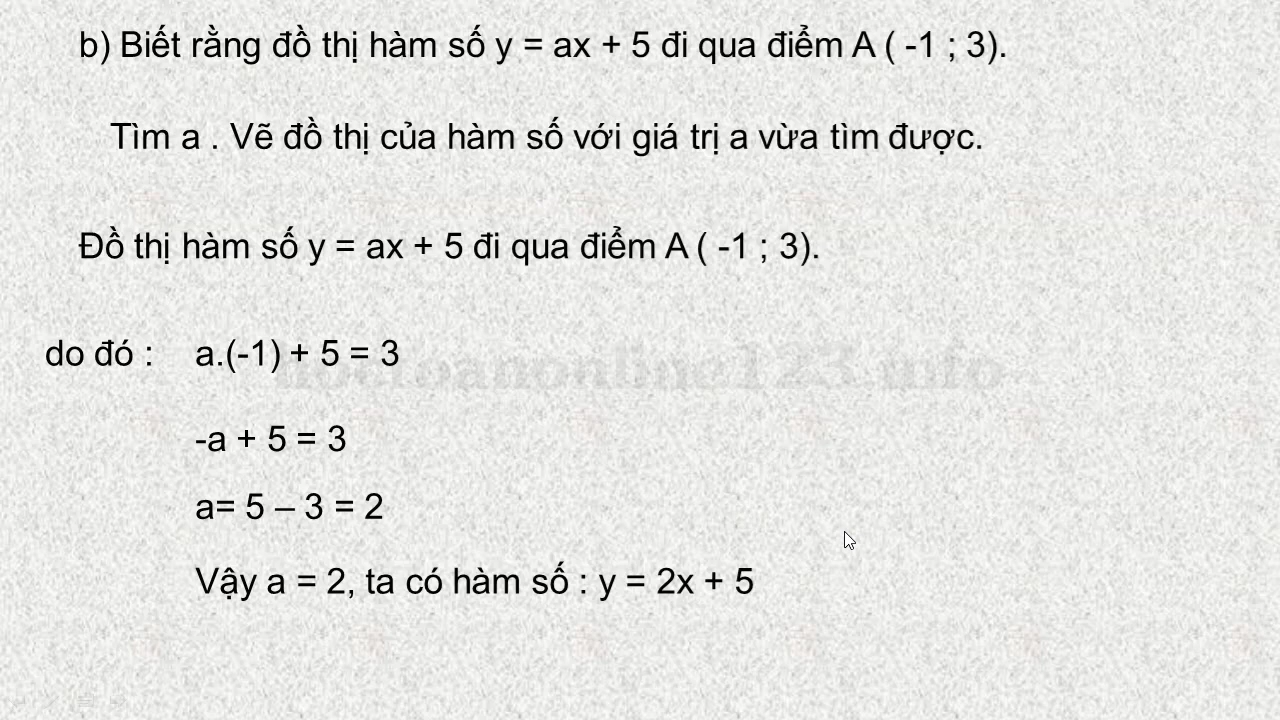 b) Biết rằng đồ thị hàm số y = ax + 5 đi qua điểm A ( -1 ; 3).
Tìm a . Vẽ đồ thị của hàm số với giá trị a vừa tìm được.
Đồ thị hàm số y = ax + 5 đi qua điểm A ( -1 ; 3).
do đó : a.(-1) + 5 = 3
-a + 5 = 3
a= 5 – 3 = 2
Vậy a = 2, ta có hàm số : y = 2x + 5